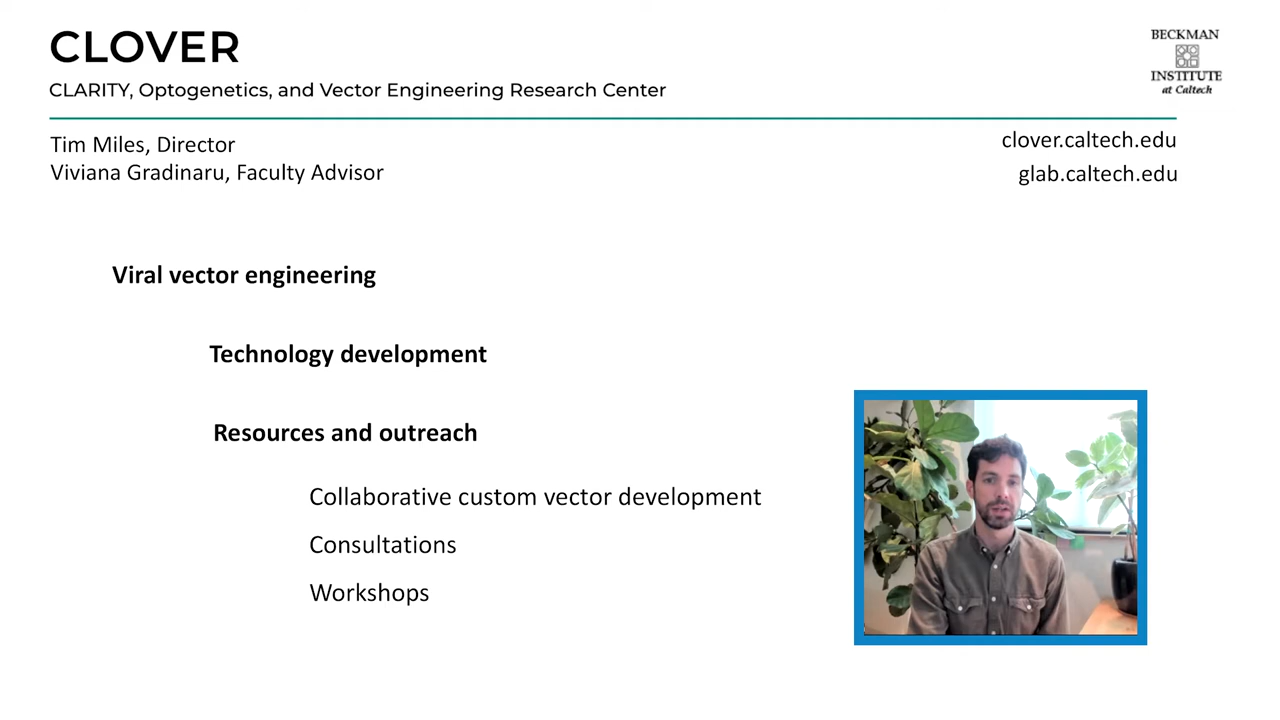 CLOVER
CLARITY, Optogenetics, and Vector Engineering Research Center
BECKMAN
INSTITUTE
at Caltech
Tim Miles, Director
Viviana Gradinaru, Faculty Advisor
clover.caltech.edu
glab.caltech.edu
Viral vector engineering
Technology development
Resources and outreach
Collaborative custom vector development
Consultations
Workshops